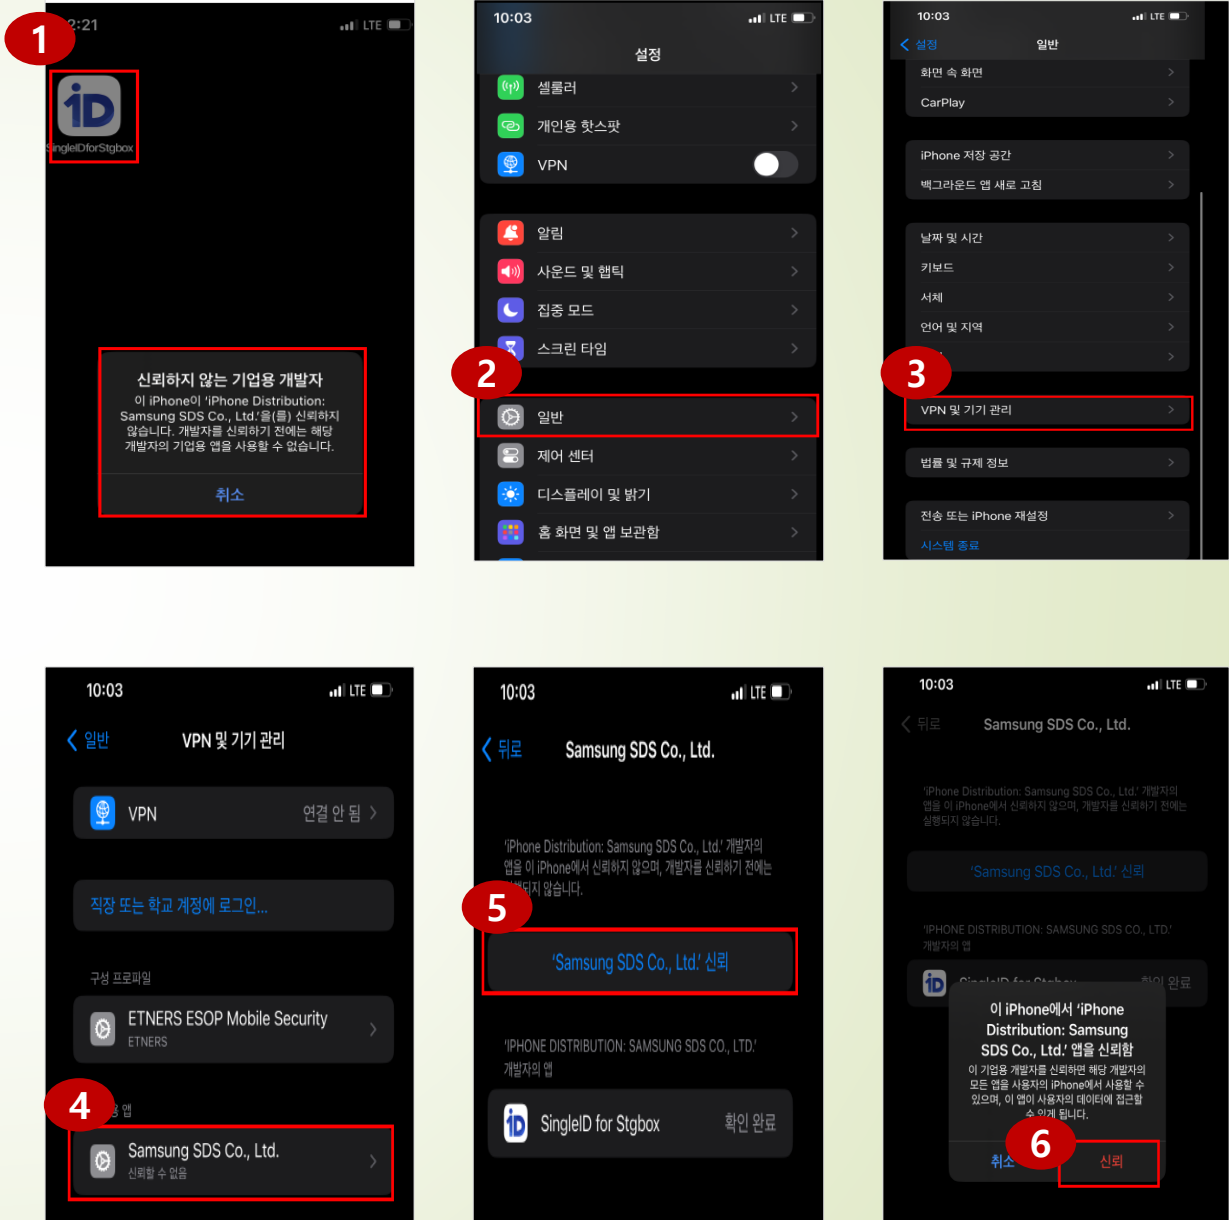 1
2:21
LTE
iD
SingleIDforStgbox
신뢰하지 않는 기업용 개발자
이 iPhone이 ‘iPhone Distribution:
Samsung SDS Co., Ltd.’을(를) 신뢰하지
않습니다. 개발자를 신뢰하기 전에는 해당
개발자의 기업용 앱을 사용할 수 없습니다.
취소
10:03
LTE
설정
셀룰러
개인용 핫스팟
VPN
알림
사운드 및 햅틱
집중 모드
스크린 타임
2
일반
제어 센터
디스플레이 및 밝기
홈 화면 및 앱 보관함
10:03
LTE
설정
일반
화면 속 화면
CarPlay
iPhone 저장 공간
백그라운드 앱 새로 고침
날짜 및 시간
키보드
서체
언어 및 지역
3
VPN 및 기기 관리
법률 및 규제 정보
전송 또는 iPhone 재설정
시스템 종료
10:03
LTE
일반
VPN 및 기기 관리
VPN
연결 안 됨
직장 또는 학교 계정에 로그인...
구성 프로파일
ETNERS ESOP Mobile Security
ETNERS
4
앱
Samsung SDS Co., Ltd.
신뢰할 수 없음
10:03
LTE
뒤로
Samsung SDS Co., Ltd.
‘iPhone Distribution: Samsung SDS Co., Ltd.’ 개발자의
앱을 이 iPhone에서 신뢰하지 않으며, 개발자를 신뢰하기 전에는
않습니다.
5
‘Samsung SDS Co., Ltd.’ 신뢰
‘IPHONE DISTRIBUTION: SAMSUNG SDS CO., LTD.’
개발자의 앱
iD
SingleID for Stgbox
확인 완료
10:03
LTE
뒤로
Samsung SDS Co., Ltd.
‘iPhone Distribution: Samsung SDS Co., Ltd.’ 개발자의
앱을 이 iPhone에서 신뢰하지 않으며, 개발자를 신뢰하기 전에는
실행되지 않습니다.
‘Samsung SDS Co., Ltd.’ 신뢰
‘IPHONE DISTRIBUTION: SAMSUNG SDS CO., LTD.’
개발자의 앱
iD
SingleID for Stgbox
확인 완료
이 iPhone에서 ‘iPhone
Distribution: Samsung
SDS Co., Ltd.’ 앱을 신뢰함
이 기업용 개발자를 신뢰하면 해당 개발자의
모든 앱을 사용자의 iPhone에서 사용할 수
있으며, 이 앱이 사용자의 데이터에 접근할
수 있게 됩니다.
6
취소
신뢰